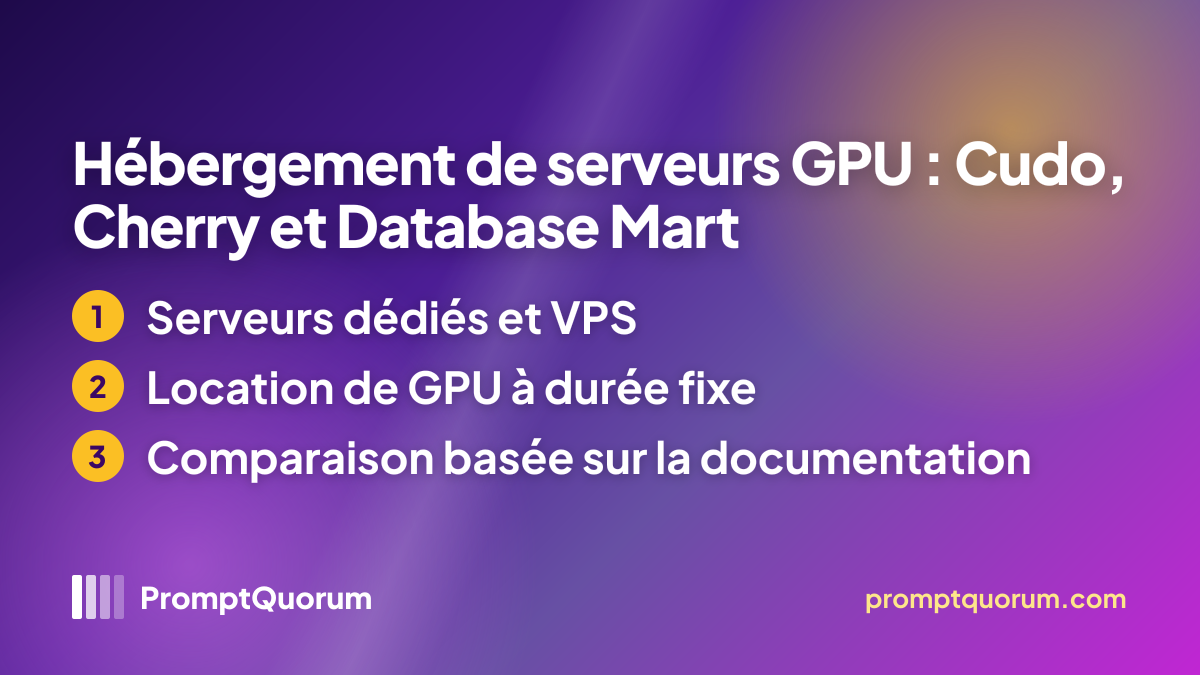 Hébergement de serveurs GPU : Cudo,
Cherry et Database Mart
1 Serveurs dédiés et VPS
2 Location de GPU à durée fixe
3 Comparaison basée sur la documentation
PromptQuorum
promptquorum.com